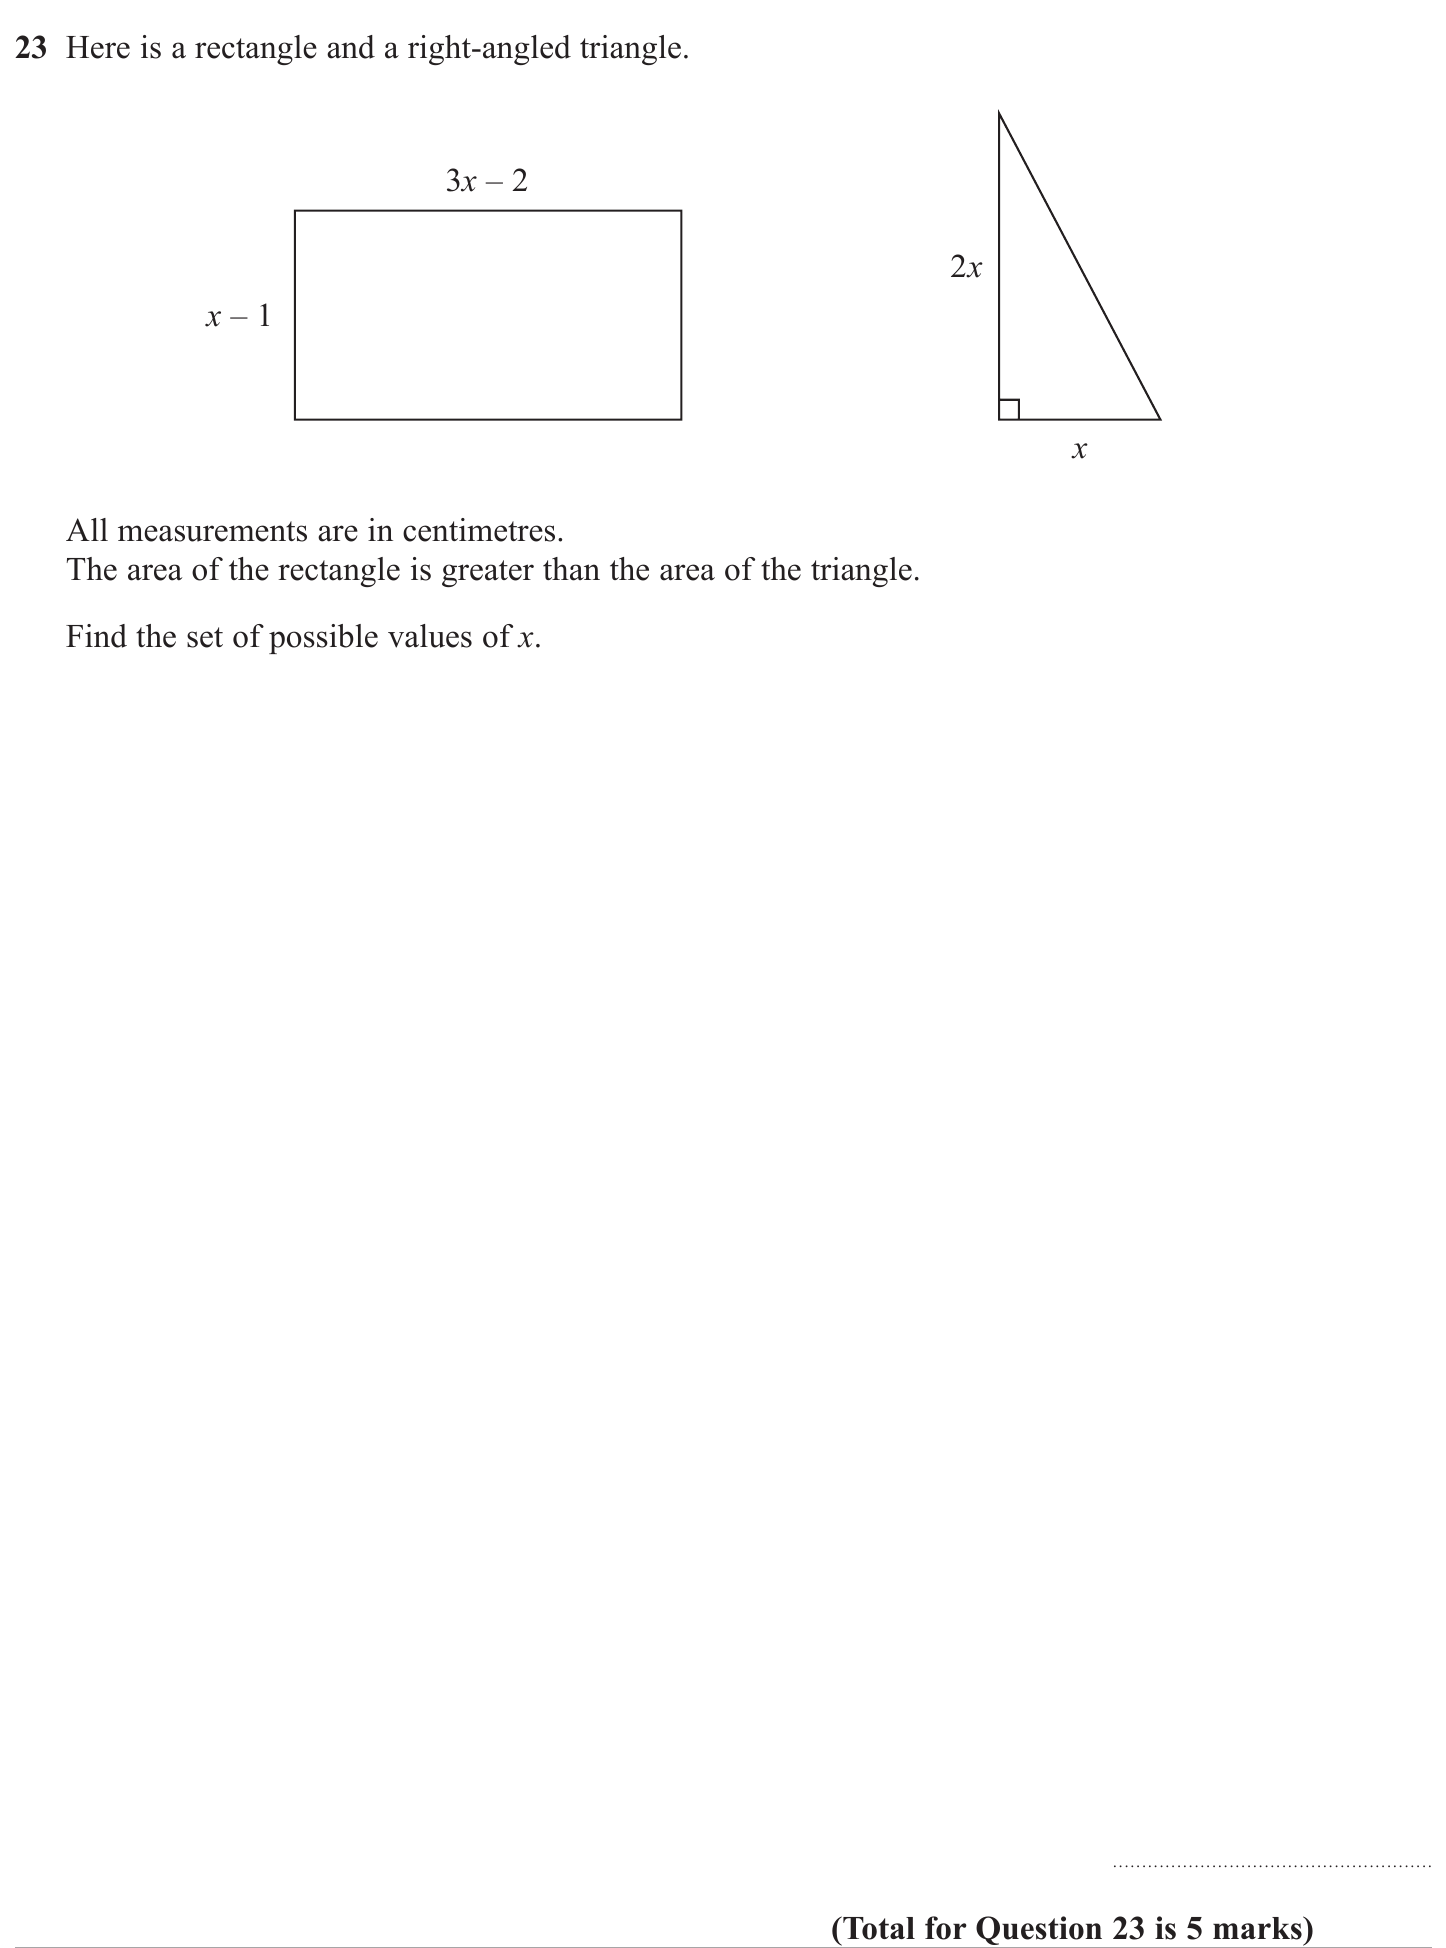 23 Here is a rectangle and a right-angled triangle.
3x – 2
2x
x – 1
x
All measurements are in centimetres.
The area of the rectangle is greater than the area of the triangle.
Find the set of possible values of x.
(Total for Question 23 is 5 marks)